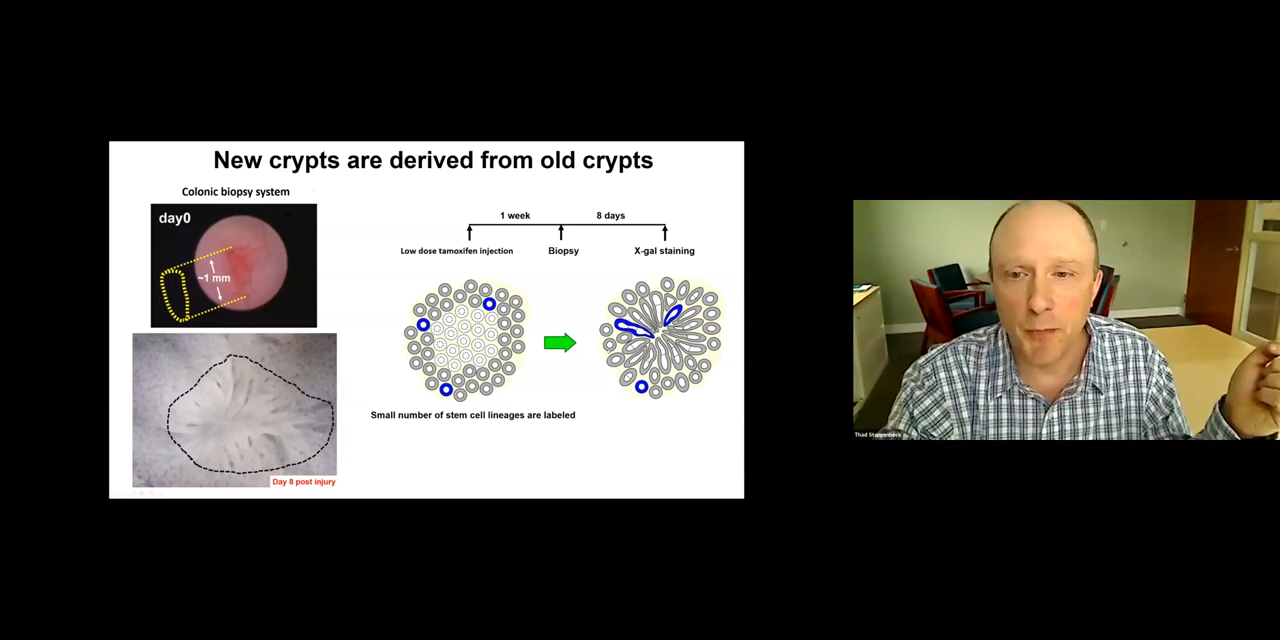 New crypts are derived from old crypts
Colonic biopsy system
day0
~1 mm
Day 8 post injury
1 week
8 days
Low dose tamoxifen injection
Biopsy
X-gal staining
Small number of stem cell lineages are labeled
Thad Stappenbeck